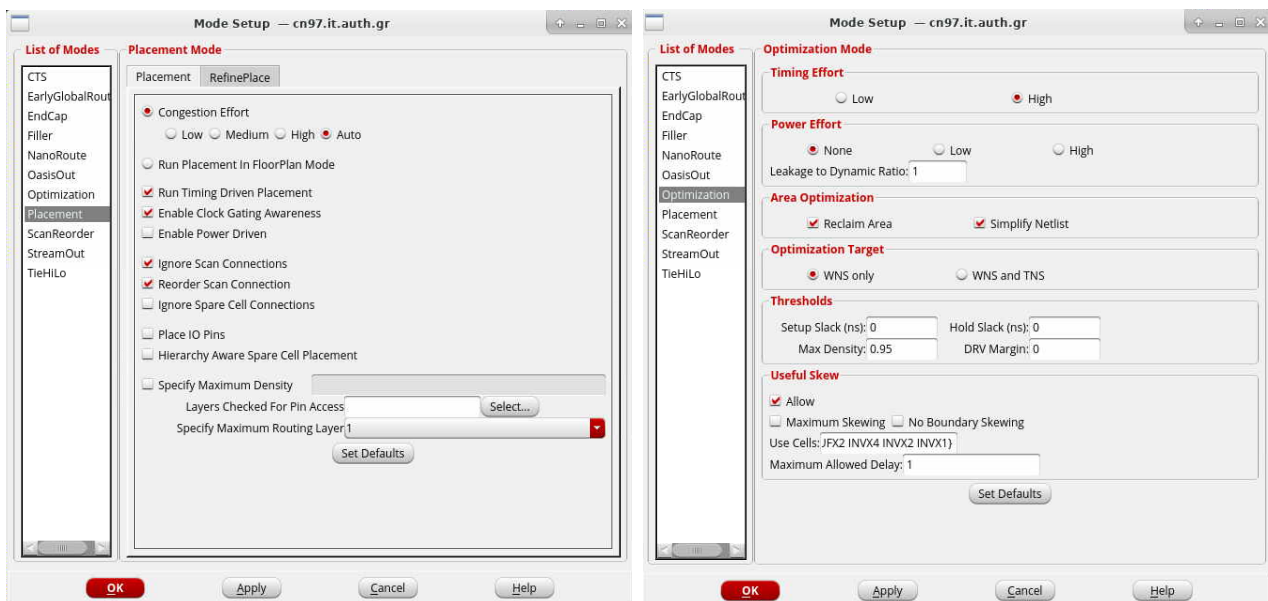 Mode Setup — cn97.it.auth.gr
List of Modes
CTS
EarlyGlobalRout
EndCap
Filler
NanoRoute
OasisOut
Optimization
Placement
ScanReorder
StreamOut
TieHiLo
Placement Mode
Placement RefinePlace
Congestion Effort
Low Medium High Auto
Run Placement In FloorPlan Mode
Run Timing Driven Placement
Enable Clock Gating Awareness
Enable Power Driven
Ignore Scan Connections
Reorder Scan Connection
Ignore Spare Cell Connections
Place IO Pins
Hierarchy Aware Spare Cell Placement
Specify Maximum Density
Layers Checked For Pin Access Select...
Specify Maximum Routing Layer 1
Set Defaults
OK Apply Cancel Help
Mode Setup — cn97.it.auth.gr
List of Modes
CTS
EarlyGlobalRout
EndCap
Filler
NanoRoute
OasisOut
Optimization
Placement
ScanReorder
StreamOut
TieHiLo
Optimization Mode
Timing Effort
Low High
Power Effort
None Low High
Leakage to Dynamic Ratio: 1
Area Optimization
Reclaim Area Simplify Netlist
Optimization Target
WNS only WNS and TNS
Thresholds
Setup Slack (ns): 0 Hold Slack (ns): 0
Max Density: 0.95 DRV Margin: 0
Useful Skew
Allow
Maximum Skewing No Boundary Skewing
Use Cells: JFX2 INVX4 INVX2 INVX1}
Maximum Allowed Delay: 1
Set Defaults
OK Apply Cancel Help